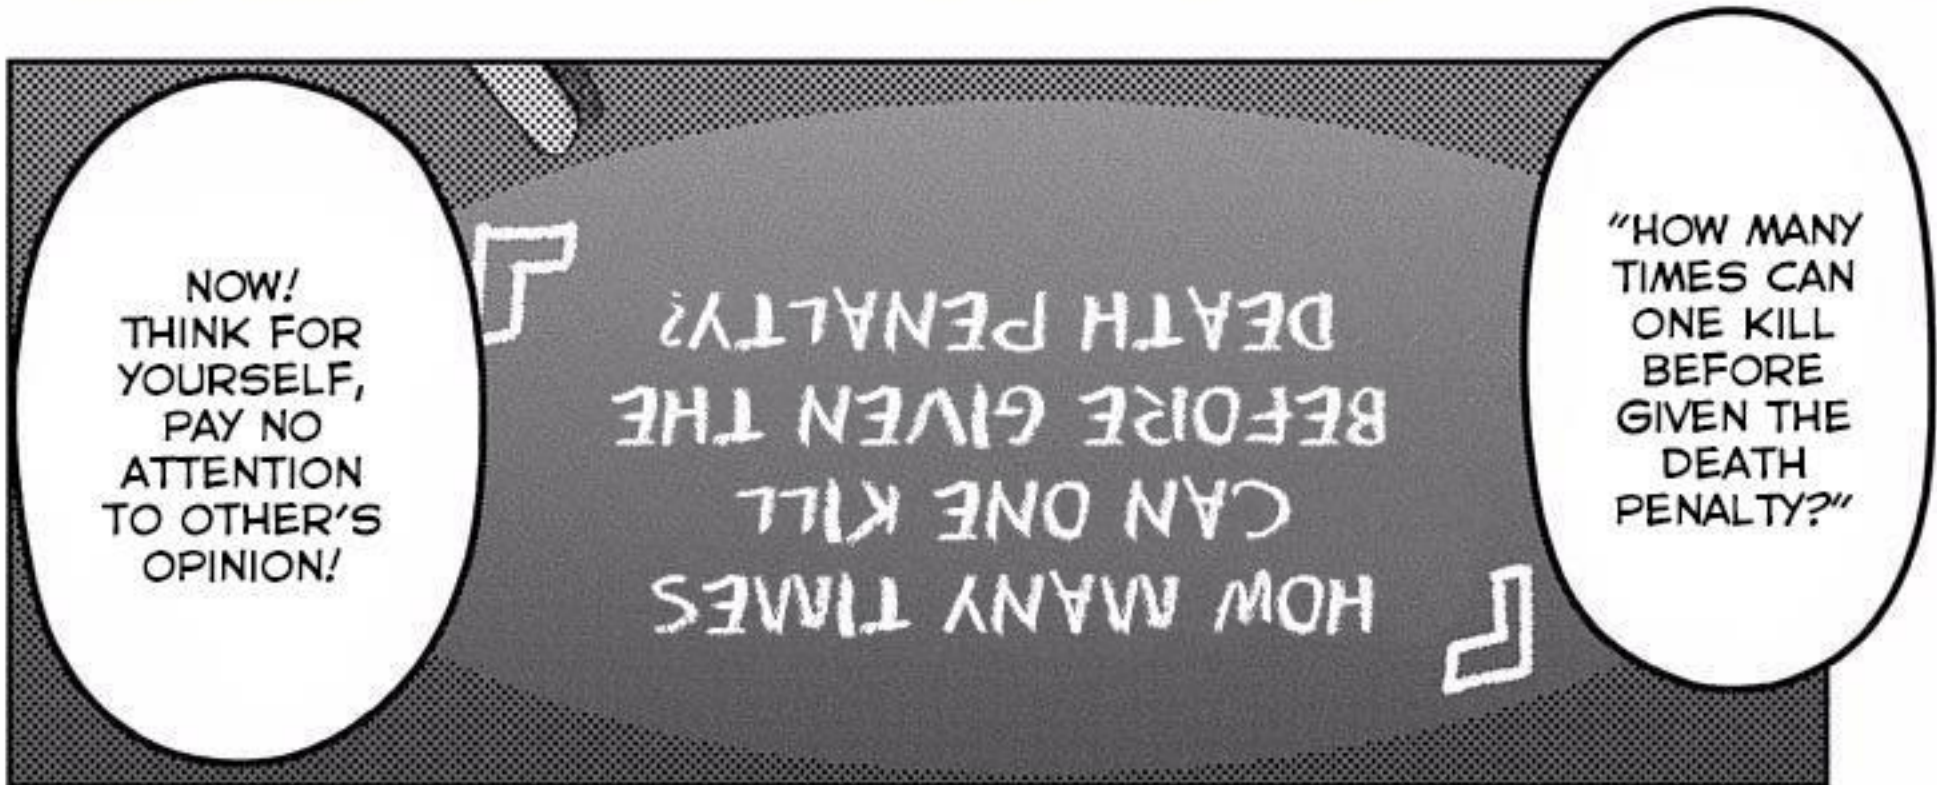 "HOW MANY
TIMES CAN
ONE KILL
BEFORE
GIVEN THE
DEATH
PENALTY?"
HOW MANY TIMES
CAN ONE KILL
BEFORE GIVEN THE
DEATH PENALTY?
NOW!
THINK FOR
YOURSELF,
PAY NO
ATTENTION
TO OTHER'S
OPINION!